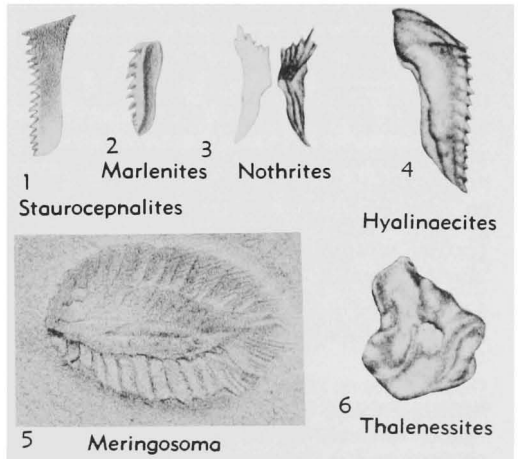 1
Staurocepnalites
2
Marlenites
3
Nothrites
4
Hyalinaecites
5
Meringosoma
6
Thalenessites